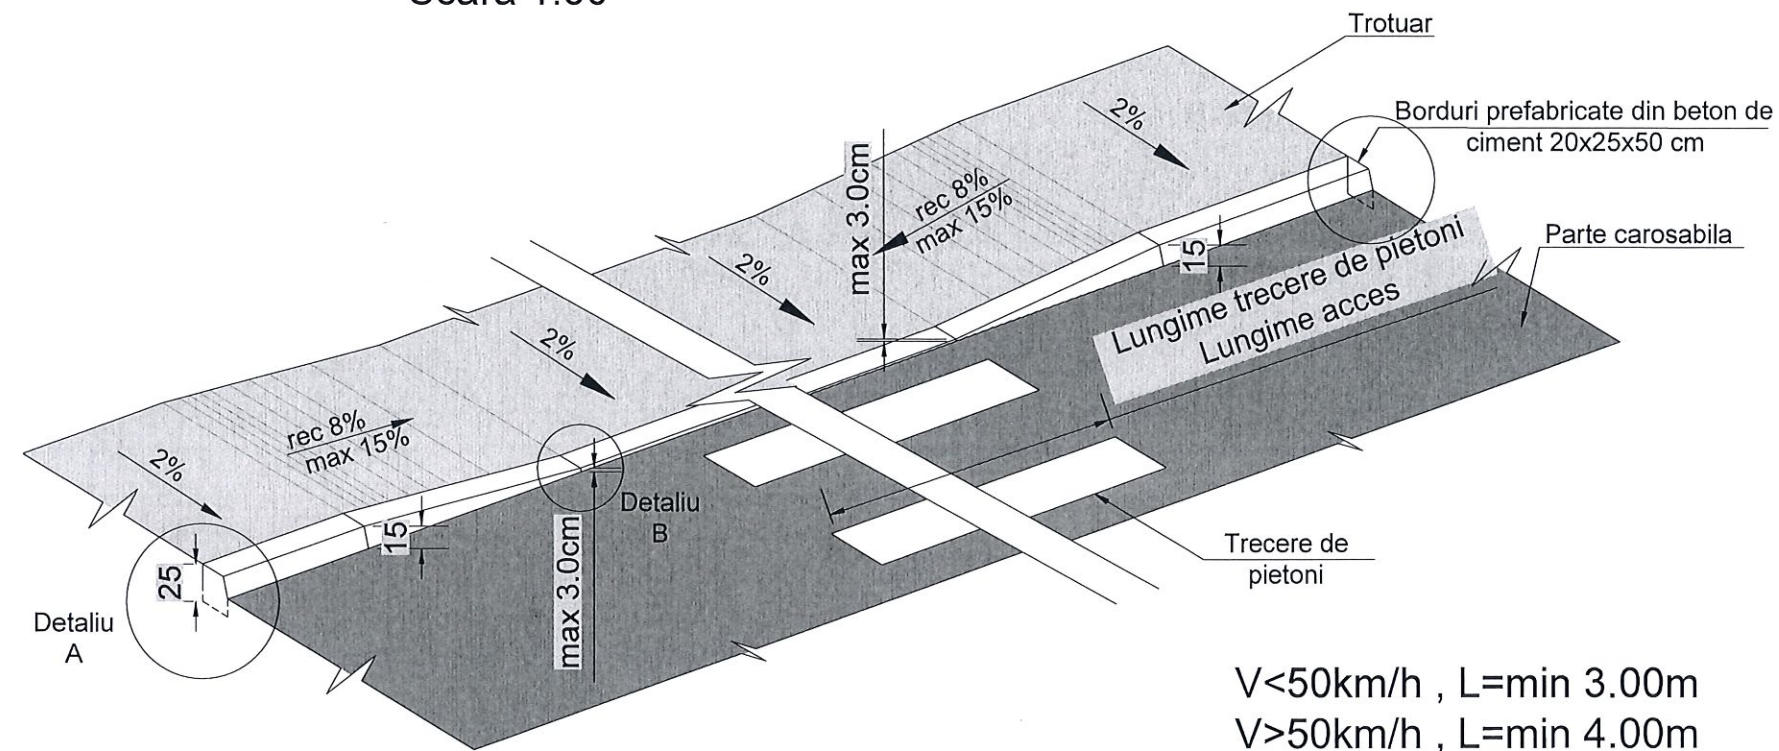 Trotuar
Borduri prefabricate din beton de
ciment 20x25x50 cm
2%
max 3.0cm
rec 8%
max 15%
Parte carosabila
15
Lungime trecere de pietoni
Lungime acces
2%
2%
rec 8%
max 15%
2%
15
Detaliu
B
max 3.0cm
Trecere de
pietoni
25
Detaliu
A
V<50km/h , L=min 3.00m
V>50km/h , L=min 4.00m